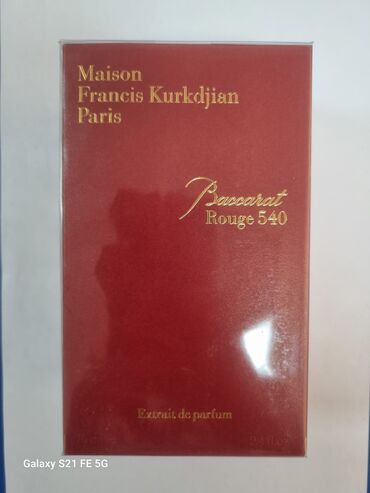 Maison
Francis Kurkdjian
Paris
Baccarat
Rouge 540
Extrait de parfum
Galaxy S21 FE 5G